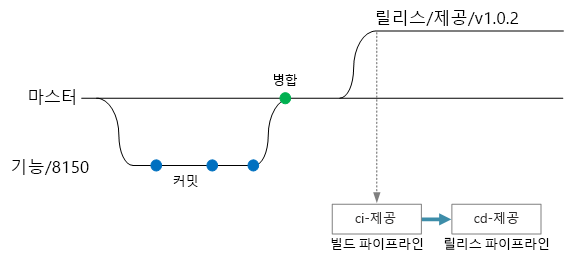 릴리스/제공/v1.0.2
병합
마스터
기능/8150
커밋
ci-제공
cd-제공
빌드 파이프라인
릴리스 파이프라인